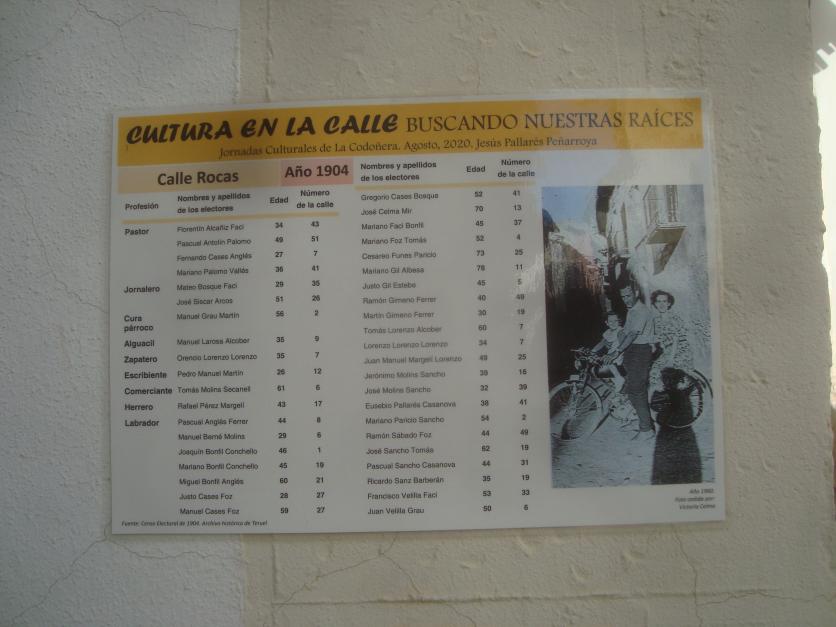 CULTURA EN LA CALLE BUSCANDO NUESTRAS RAÍCES
Jornadas Culturales de La Codoñera. Agosto, 2020. Jesús Pallarés Peñarroya
Calle Rocas Año 1904
Profesión Nombres y apellidos de los electores Edad Número de la calle
Pastor Florentín Alcañiz Faci 34 43
Pascual Antolín Palomo 49 51
Fernando Cases Anglés 27 7
Mariano Palomo Vallés 36 41
Jornalero Mateo Bosque Faci 29 35
José Biscar Arcos 51 26
Cura párroco Manuel Grau Martín 56 2
Alguacil Manuel Larosa Alcober 35 9
Zapatero Orencio Lorenzo Lorenzo 35 7
Escribiente Pedro Manuel Martín 26 12
Comerciante Tomás Molins Secanell 61 6
Herrero Rafael Pérez Margelí 43 17
Labrador Pascual Anglés Ferrer 44 8
Manuel Berné Molins 29 6
Joaquín Bonfil Conchello 46 1
Mariano Bonfil Conchello 45 19
Miguel Bonfil Anglés 60 21
Justo Cases Foz 28 27
Manuel Cases Foz 59 27
Fuente: Censo Electoral de 1904. Archivo histórico de Teruel
Nombres y apellidos de los electores Edad Número de la calle
Gregorio Cases Bosque 52 41
José Celma Mir 70 13
Mariano Faci Bonfil 45 37
Mariano Foz Tomás 52 4
Cesareo Funes Paricio 73 25
Mariano Gil Albesa 76 11
Justo Gil Estebe 45 5
Ramón Gimeno Ferrer 40 49
Martín Gimeno Ferrer 30 19
Tomás Lorenzo Alcober 60 7
Lorenzo Lorenzo Lorenzo 34 7
Juan Manuel Margelí Lorenzo 49 25
Jerónimo Molins Sancho 39 16
José Molins Sancho 32 39
Eusebio Pallarés Casanova 38 41
Mariano Paricio Sancho 54 2
Ramón Sábado Foz 44 49
José Sancho Tomás 62 19
Pascual Sancho Casanova 44 31
Ricardo Sanz Barberán 35 19
Francisco Velilla Faci 53 33
Juan Velilla Grau 50 6
Año 1960.
Foto cedida por:
Victoria Celma